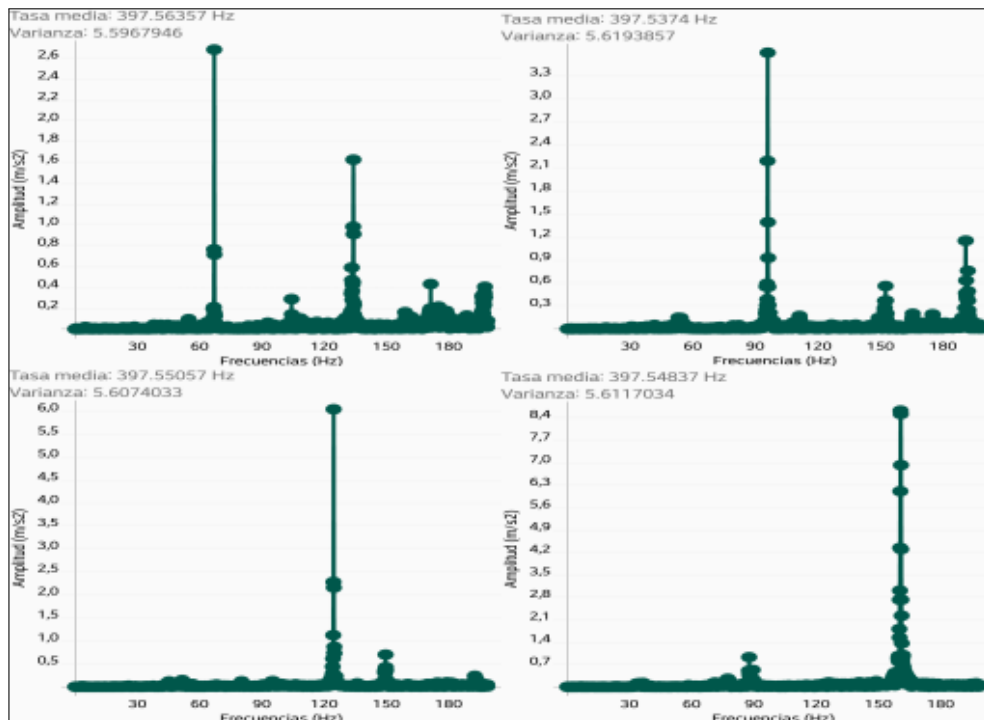 Tasa media: 397.56357 Hz
Varianza: 5.5967946
2,6
2,4
2,2
2,0
1,8
1,6
1,4
1,2
1,0
0,8
0,6
0,4
0,2
Amplitud (m/s2)
30 60 90 120 150 180
Frecuencias (Hz)
Tasa media: 397.5374 Hz
Varianza: 5.6193857
3,3
3,0
2,7
2,4
2,1
1,8
1,5
1,2
0,9
0,6
0,3
Amplitud (m/s2)
30 60 90 120 150 180
Frecuencias (Hz)
Tasa media: 397.55057 Hz
Varianza: 5.6074033
6,0
5,5
5,0
4,5
4,0
3,5
3,0
2,5
2,0
1,5
1,0
0,5
Amplitud (m/s2)
30 60 90 120 150 180
Frecuencias (Hz)
Tasa media: 397.54837 Hz
Varianza: 5.6117034
8,4
7,7
7,0
6,3
5,6
4,9
4,2
3,5
2,8
2,1
1,4
0,7
Amplitud (m/s2)
30 60 90 120 150 180
Frecuencias (Hz)